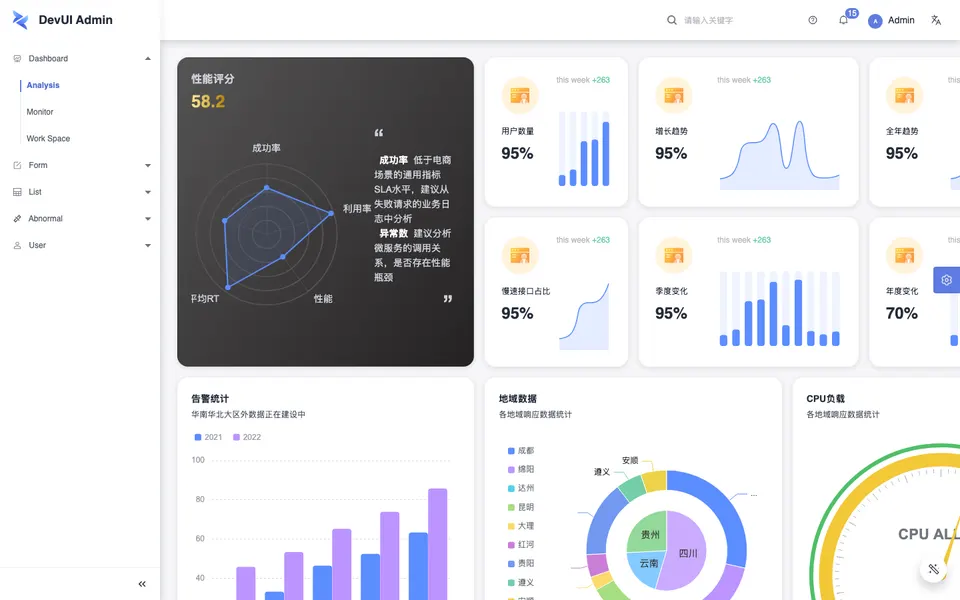 DevUI Admin
请输入关键字
15
A
Admin
Dashboard
Analysis
Monitor
Work Space
Form
List
Abnormal
User
性能评分
58.2
成功率
利用率
性能
平均RT
“
成功率 低于电商
场景的通用指标
SLA水平，建议从
失败请求的业务日
志中分析
异常数 建议分析
微服务的调用关
系，是否存在性能
瓶颈
”
this week +263
用户数量
95%
this week +263
增长趋势
95%
this
全年趋势
95%
this week +263
慢速接口占比
95%
this week +263
季度变化
95%
this
年度变化
70%
告警统计
华南华北大区外数据正在建设中
2021
2022
100
80
60
40
地域数据
各地域响应数据统计
成都
绵阳
达州
昆明
大理
红河
贵阳
遵义
安顺
安顺
遵义
...
贵州
四川
云南
CPU负载
各地域响应数据统计
CPU ALL